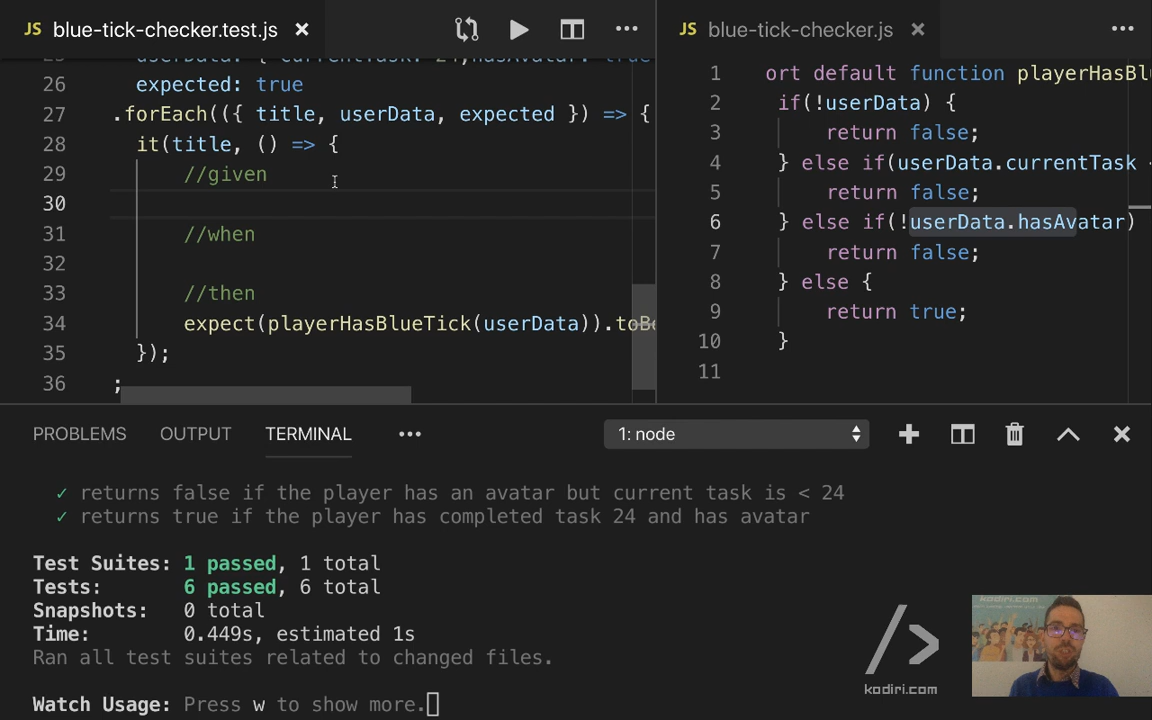 JS blue-tick-checker.test.js
JS blue-tick-checker.js
26 expected: true
27 .forEach(({ title, userData, expected }) => {
28 it(title, () => {
29 //given
30
31 //when
32
33 //then
34 expect(playerHasBlueTick(userData)).toBe
35 });
36 ;
1 ort default function playerHasBlu
2 if(!userData) {
3 return false;
4 } else if(userData.currentTask
5 return false;
6 } else if(!userData.hasAvatar)
7 return false;
8 } else {
9 return true;
10 }
11
PROBLEMS OUTPUT TERMINAL ••• 1: node
✓ returns false if the player has an avatar but current task is < 24
✓ returns true if the player has completed task 24 and has avatar
Test Suites: 1 passed, 1 total
Tests: 6 passed, 6 total
Snapshots: 0 total
Time: 0.449s, estimated 1s
Ran all test suites related to changed files.
Watch Usage: Press w to show more.
</>
kodiri.com
kodiri.com